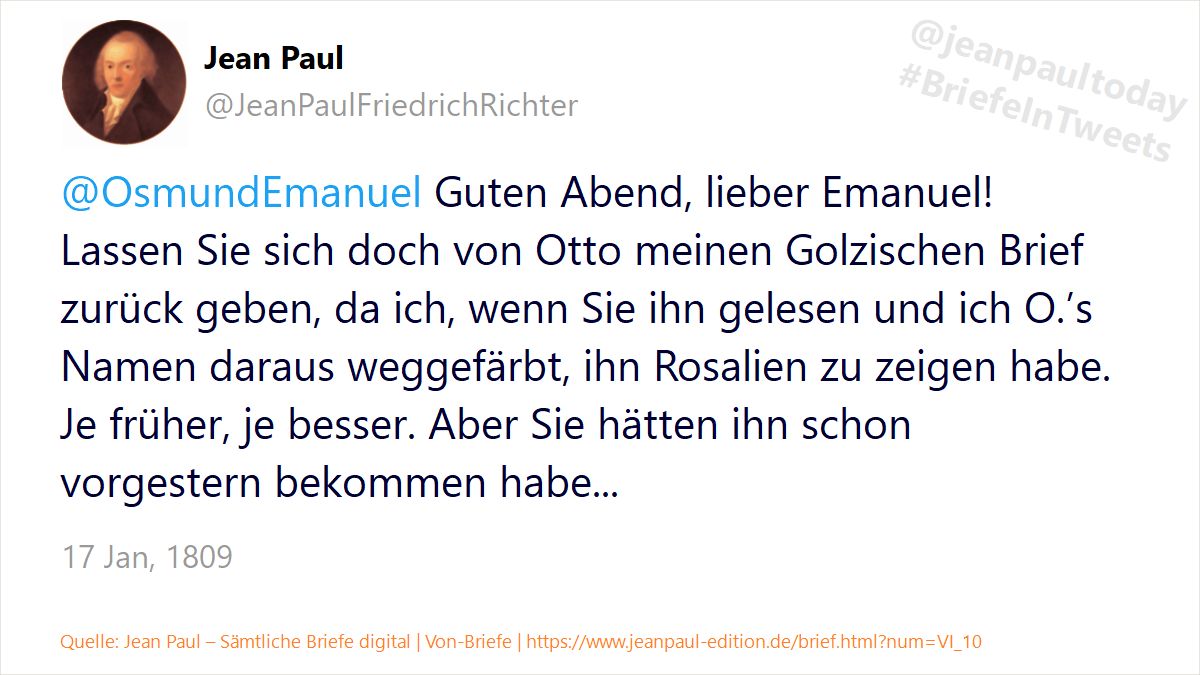 Jean Paul
@JeanPaulFriedrichRichter
@jeanpaultoday
#BriefeInTweets
@OsmundEmanuel Guten Abend, lieber Emanuel!
Lassen Sie sich doch von Otto meinen Golzischen Brief
zurück geben, da ich, wenn Sie ihn gelesen und ich O.’s
Namen daraus weggefärbt, ihn Rosalien zu zeigen habe.
Je früher, je besser. Aber Sie hätten ihn schon
vorgestern bekommen habe...
17 Jan, 1809
Quelle: Jean Paul – Sämtliche Briefe digital | Von-Briefe | https://www.jeanpaul-edition.de/brief.html?num=VI_10